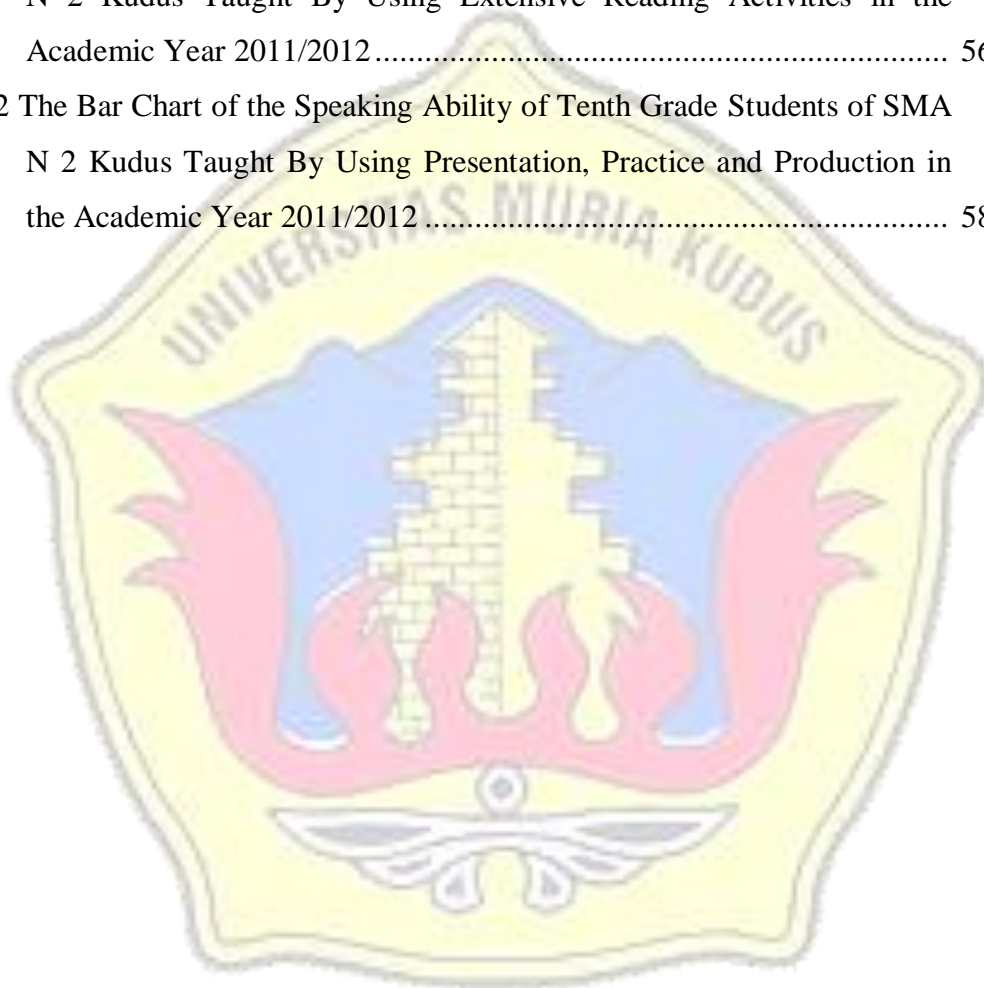 N 2 Kudus Taught By Using Extensive Reading Activities in the
Academic Year 2011/2012 ................................................................ 56
2 The Bar Chart of the Speaking Ability of Tenth Grade Students of SMA
N 2 Kudus Taught By Using Presentation, Practice and Production in
the Academic Year 2011/2012 .......................................................... 58
UNIVERSITAS MURIA KUDUS